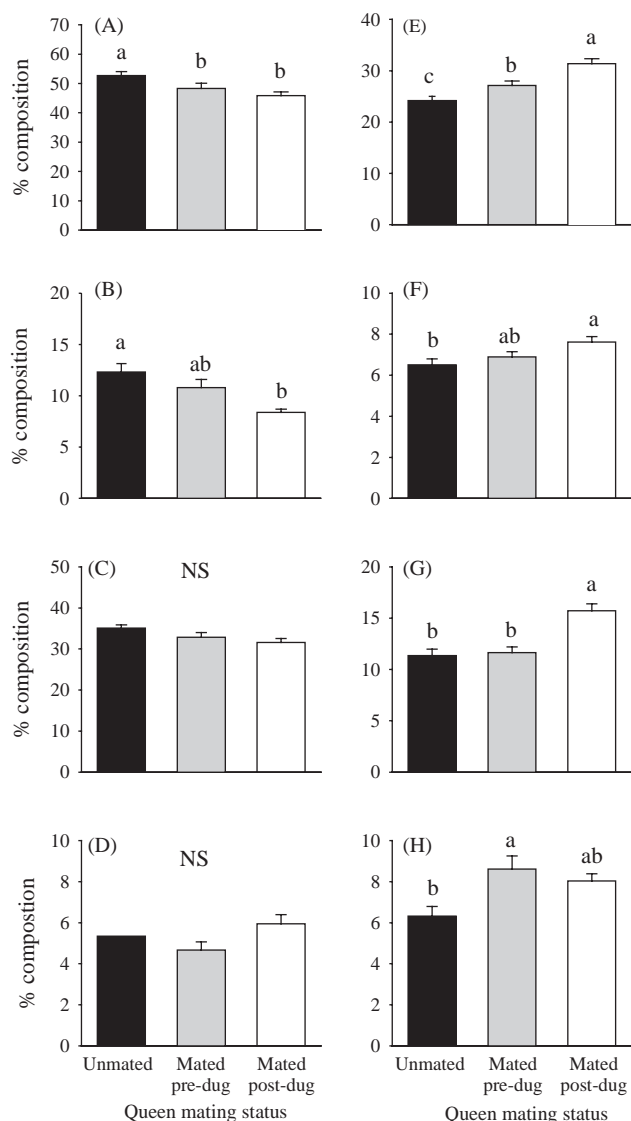 % composition
70
60
50
40
30
20
10
0
(A)
a
b
b
% composition
20
15
10
5
0
(B)
a
ab
b
% composition
50
40
30
20
10
0
(C)
NS
% compostion
10
8
6
4
2
0
(D)
NS
Unmated
Mated
pre-dug
Mated
post-dug
Queen mating status
40
30
20
10
0
(E)
c
b
a
10
8
6
4
2
0
(F)
b
ab
a
20
15
10
5
0
(G)
b
b
a
10
8
6
4
2
0
(H)
b
a
ab
Unmated
Mated
pre-dug
Mated
post-dug
Queen mating status